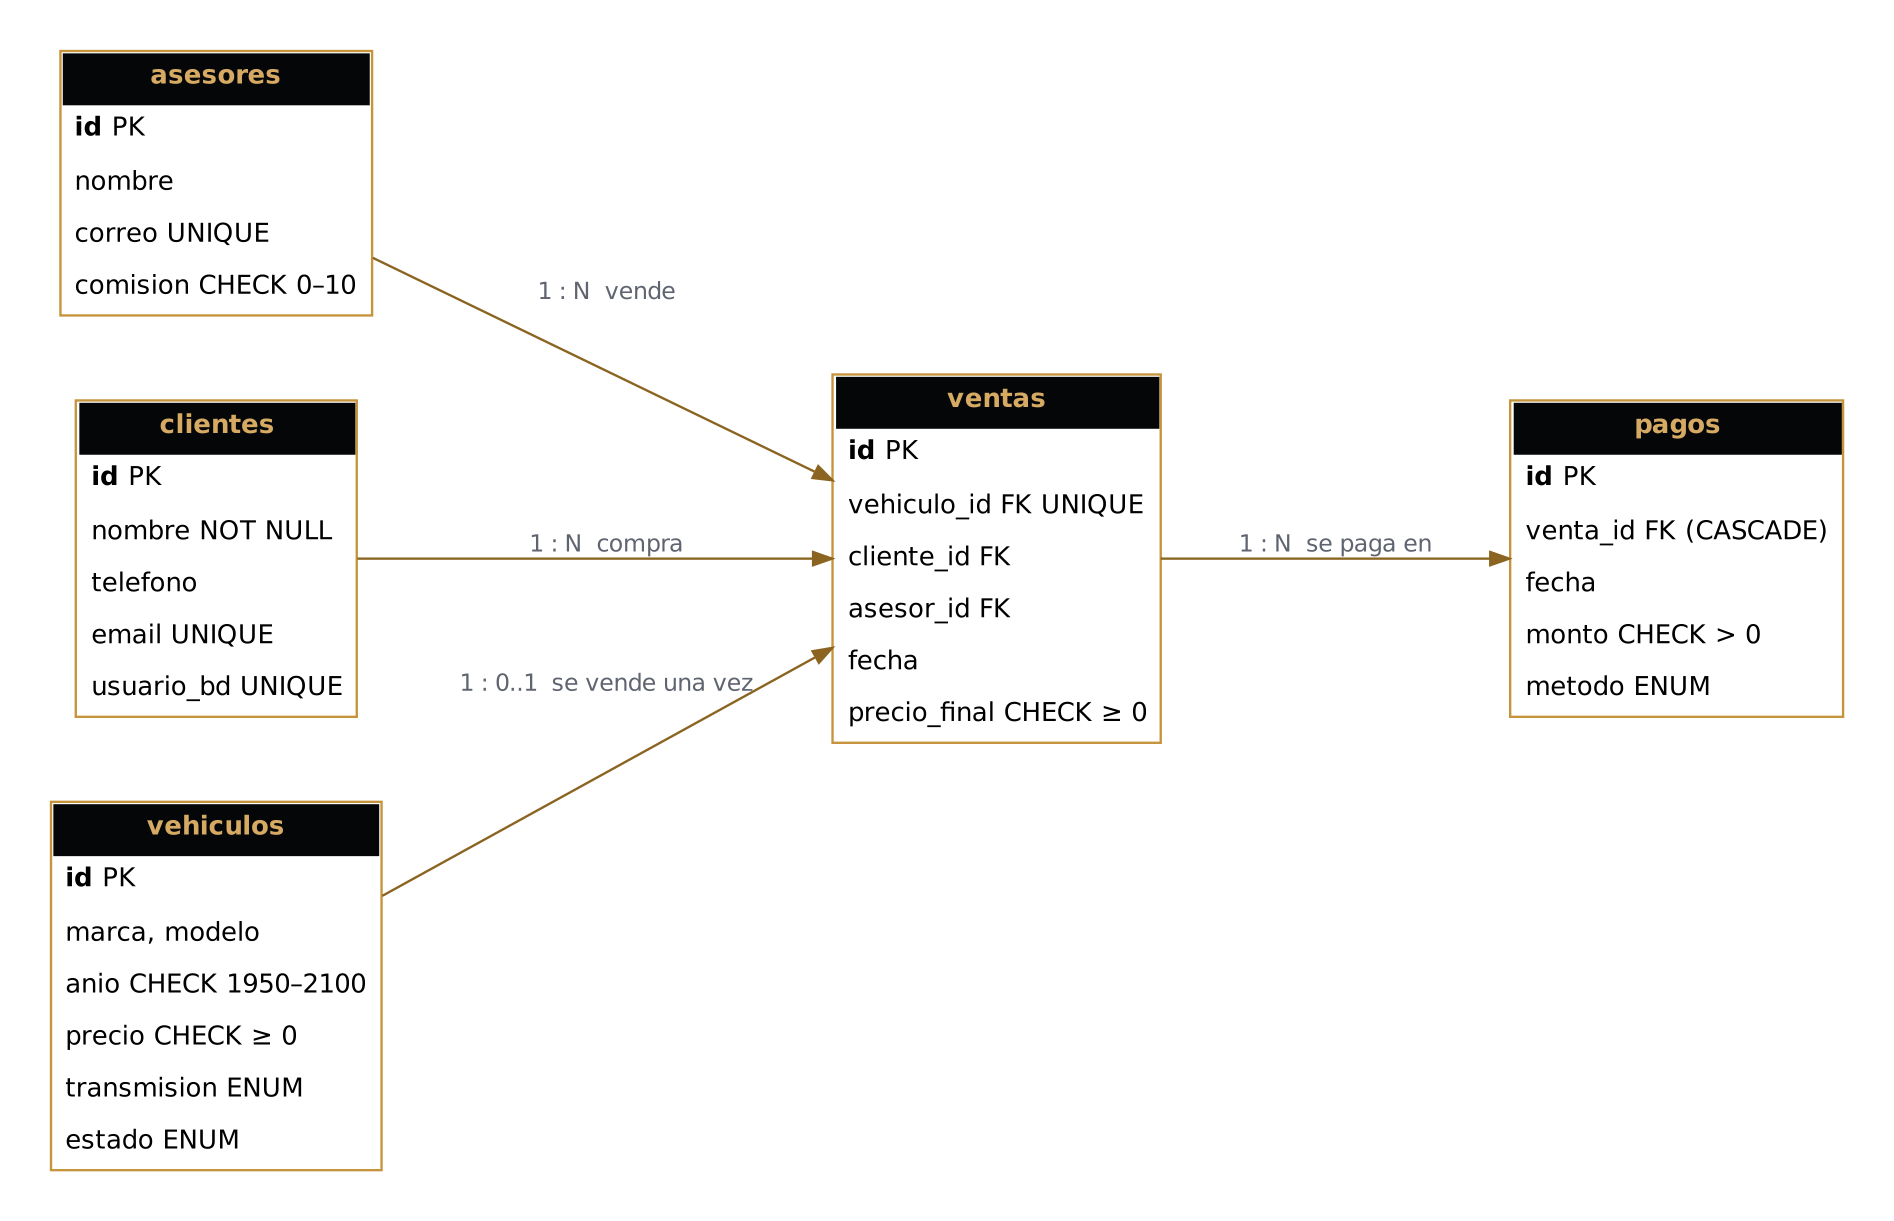 asesores
id PK
nombre
correo UNIQUE
comision CHECK 0–10
1 : N  vende
clientes
id PK
nombre NOT NULL
telefono
email UNIQUE
usuario_bd UNIQUE
1 : N  compra
vehiculos
id PK
marca, modelo
anio CHECK 1950–2100
precio CHECK ≥ 0
transmision ENUM
estado ENUM
1 : 0..1  se vende una vez
ventas
id PK
vehiculo_id FK UNIQUE
cliente_id FK
asesor_id FK
fecha
precio_final CHECK ≥ 0
1 : N  se paga en
pagos
id PK
venta_id FK (CASCADE)
fecha
monto CHECK > 0
metodo ENUM